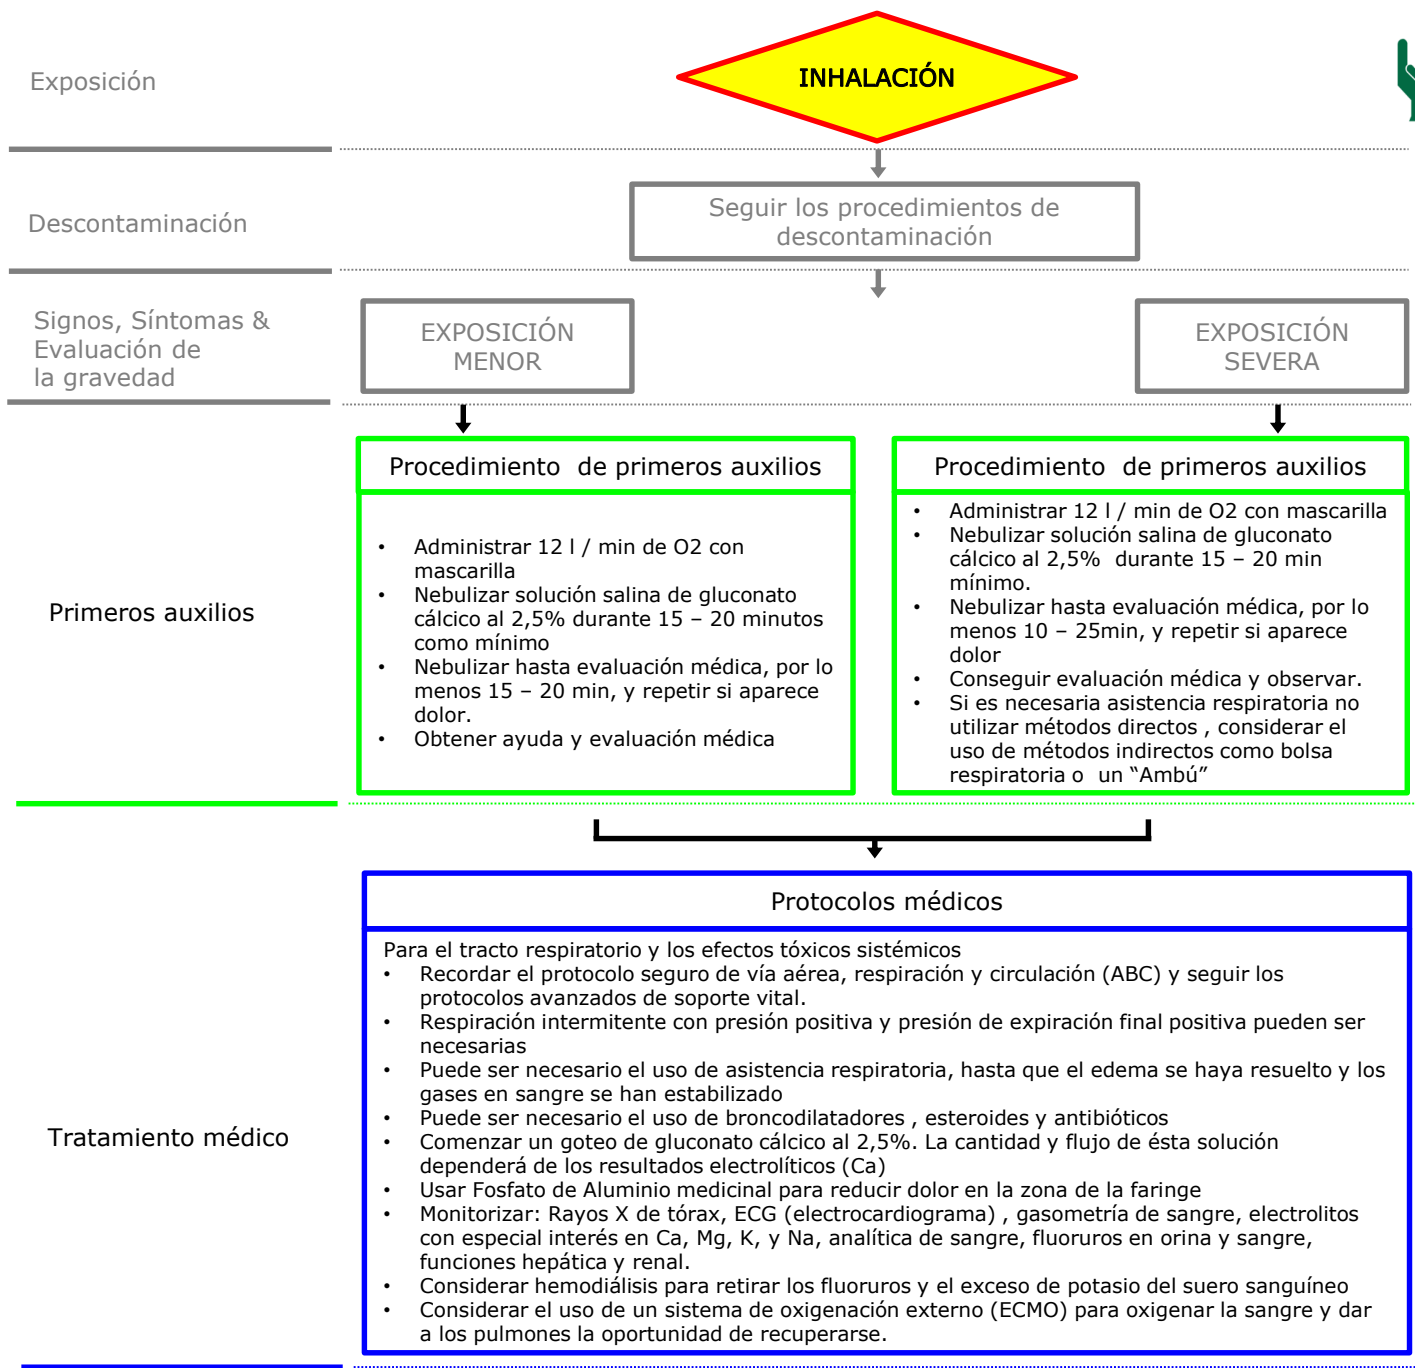 Exposición
INHALACIÓN
Descontaminación
Seguir los procedimientos de
descontaminación
Signos, Síntomas &
Evaluación de
la gravedad
EXPOSICIÓN
MENOR
EXPOSICIÓN
SEVERA
Primeros auxilios
Procedimiento de primeros auxilios
• Administrar 12 l / min de O2 con
mascarilla
• Nebulizar solución salina de gluconato
cálcico al 2,5% durante 15 – 20 minutos
como mínimo
• Nebulizar hasta evaluación médica, por lo
menos 15 – 20 min, y repetir si aparece
dolor.
• Obtener ayuda y evaluación médica
Procedimiento de primeros auxilios
• Administrar 12 l / min de O2 con mascarilla
• Nebulizar solución salina de gluconato
cálcico al 2,5% durante 15 – 20 min
mínimo.
• Nebulizar hasta evaluación médica, por lo
menos 10 – 25min, y repetir si aparece
dolor
• Conseguir evaluación médica y observar.
• Si es necesaria asistencia respiratoria no
utilizar métodos directos , considerar el
uso de métodos indirectos como bolsa
respiratoria o un “Ambú”
Tratamiento médico
Protocolos médicos
Para el tracto respiratorio y los efectos tóxicos sistémicos
• Recordar el protocolo seguro de vía aérea, respiración y circulación (ABC) y seguir los
protocolos avanzados de soporte vital.
• Respiración intermitente con presión positiva y presión de expiración final positiva pueden ser
necesarias
• Puede ser necesario el uso de asistencia respiratoria, hasta que el edema se haya resuelto y los
gases en sangre se han estabilizado
• Puede ser necesario el uso de broncodilatadores , esteroides y antibióticos
• Comenzar un goteo de gluconato cálcico al 2,5%. La cantidad y flujo de ésta solución
dependerá de los resultados electrolíticos (Ca)
• Usar Fosfato de Aluminio medicinal para reducir dolor en la zona de la faringe
• Monitorizar: Rayos X de tórax, ECG (electrocardiograma) , gasometría de sangre, electrolitos
con especial interés en Ca, Mg, K, y Na, analítica de sangre, fluoruros en orina y sangre,
funciones hepática y renal.
• Considerar hemodiálisis para retirar los fluoruros y el exceso de potasio del suero sanguíneo
• Considerar el uso de un sistema de oxigenación externo (ECMO) para oxigenar la sangre y dar
a los pulmones la oportunidad de recuperarse.